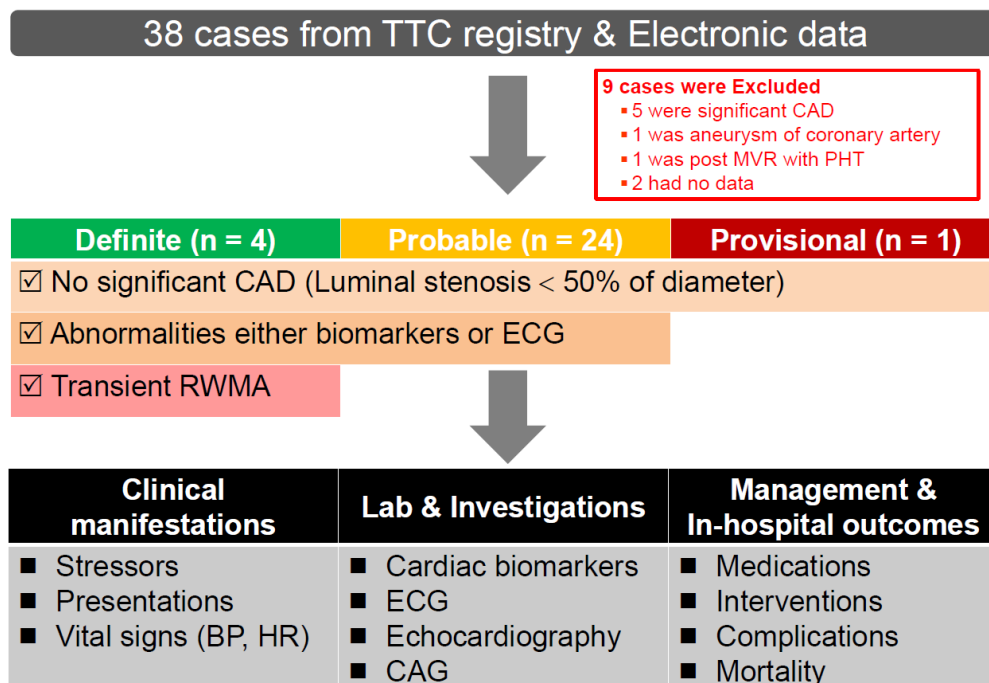 38 cases from TTC registry & Electronic data
9 cases were Excluded
▪ 5 were significant CAD
▪ 1 was aneurysm of coronary artery
▪ 1 was post MVR with PHT
▪ 2 had no data
Definite (n = 4)
Probable (n = 24)
Provisional (n = 1)
☑ No significant CAD (Luminal stenosis < 50% of diameter)
☑ Abnormalities either biomarkers or ECG
☑ Transient RWMA
Clinical
manifestations
■ Stressors
■ Presentations
■ Vital signs (BP, HR)
Lab & Investigations
■ Cardiac biomarkers
■ ECG
■ Echocardiography
■ CAG
Management &
In-hospital outcomes
■ Medications
■ Interventions
■ Complications
■ Mortality